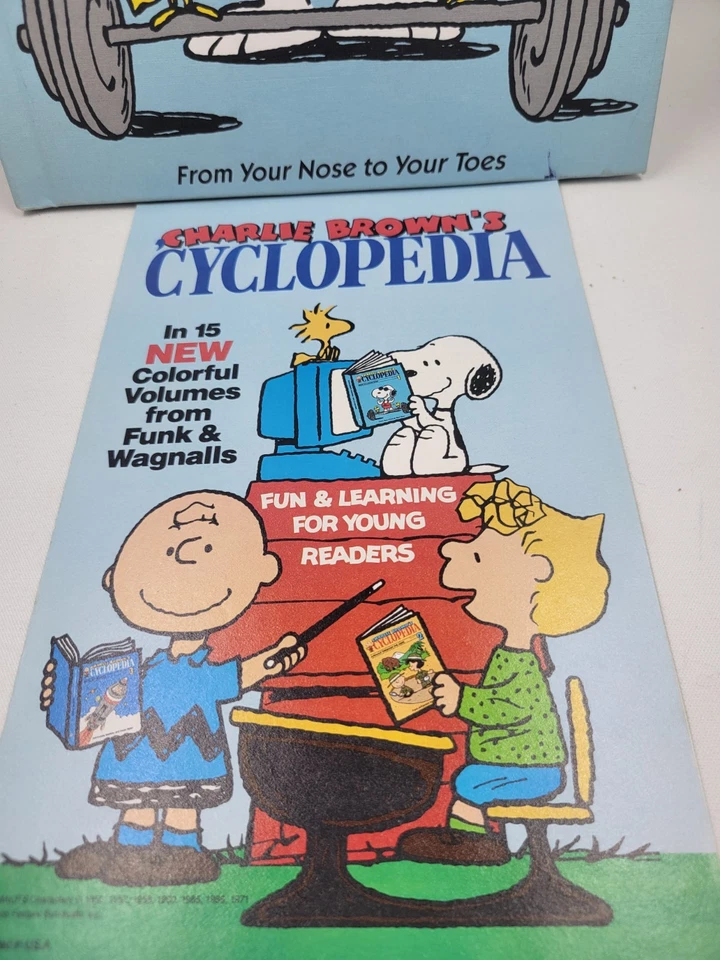 From Your Nose to Your Toes
CHARLIE BROWN'S
CYCLOPEDIA
In 15
NEW
Colorful
Volumes
from
Funk &
Wagnalls
CYCLOPEDIA
FUN & LEARNING
FOR YOUNG
READERS
CYCLOPEDIA
CYCLOPEDIA